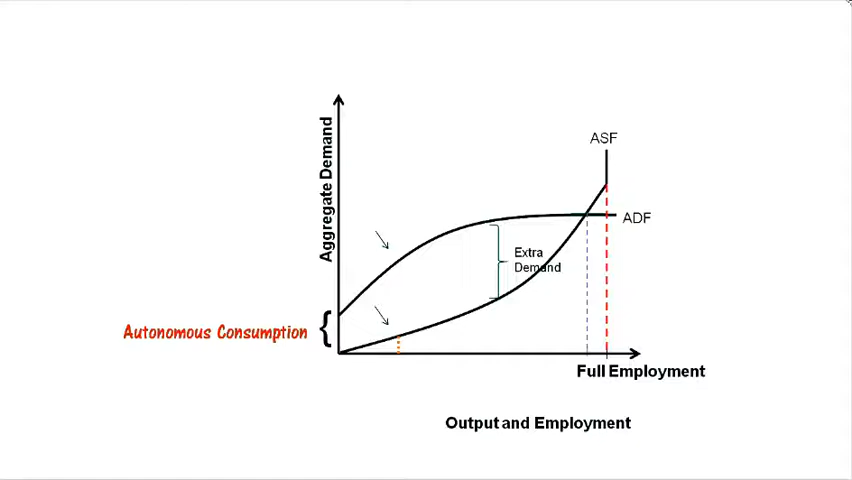 Aggregate Demand
ASF
ADF
Extra
Demand
Autonomous Consumption
{
Full Employment
Output and Employment